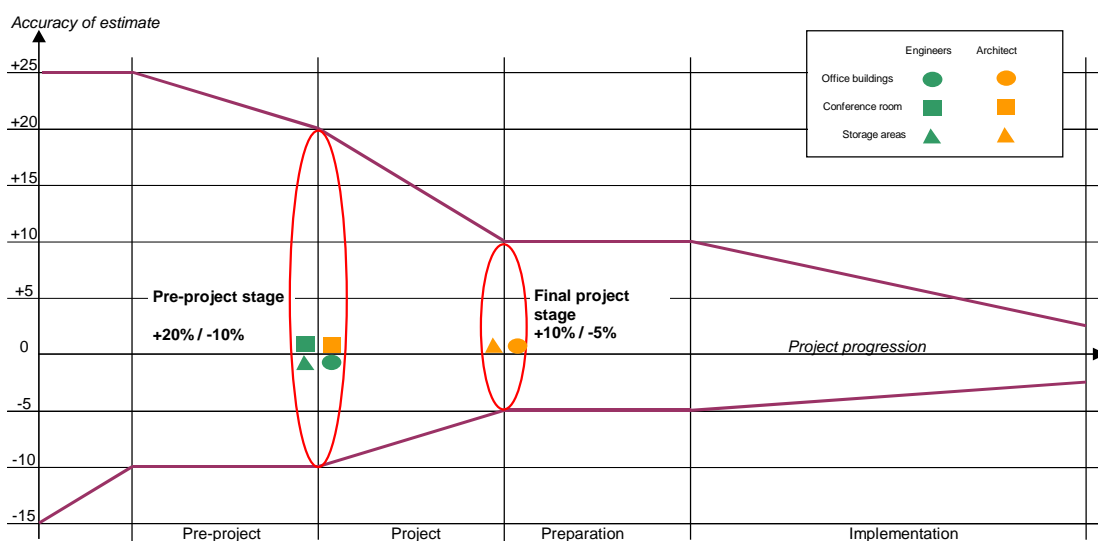 Accuracy of estimate
Engineers Architect
Office buildings
Conference room
Storage areas
+25
+20
+15
+10
+5
0
-5
-10
-15
Pre-project stage
+20% / -10%
Final project
stage
+10% / -5%
Project progression
Pre-project Project Preparation Implementation